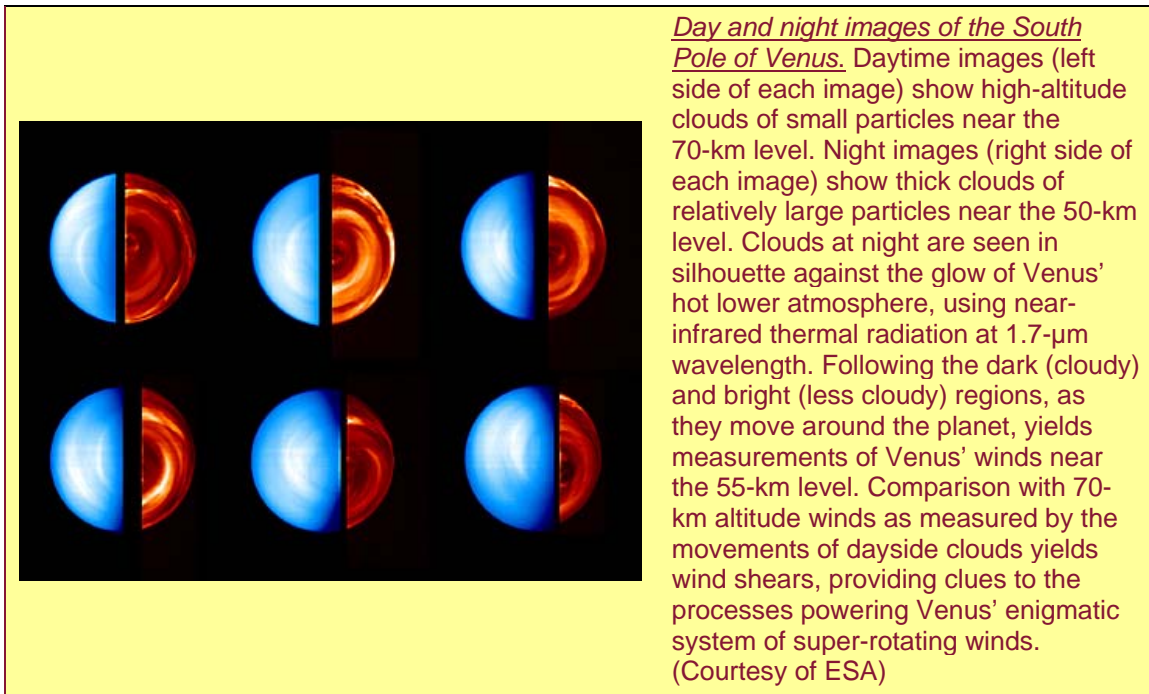 Day and night images of the South
Pole of Venus. Daytime images (left
side of each image) show high-altitude
clouds of small particles near the
70-km level. Night images (right side of
each image) show thick clouds of
relatively large particles near the 50-km
level. Clouds at night are seen in
silhouette against the glow of Venus’
hot lower atmosphere, using near-
infrared thermal radiation at 1.7-µm
wavelength. Following the dark (cloudy)
and bright (less cloudy) regions, as
they move around the planet, yields
measurements of Venus’ winds near
the 55-km level. Comparison with 70-
km altitude winds as measured by the
movements of dayside clouds yields
wind shears, providing clues to the
processes powering Venus’ enigmatic
system of super-rotating winds.
(Courtesy of ESA)